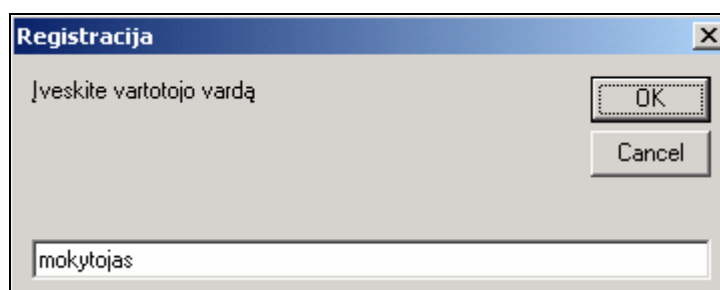 Registracija
Įveskite vartotojo vardą
OK
Cancel
mokytojas